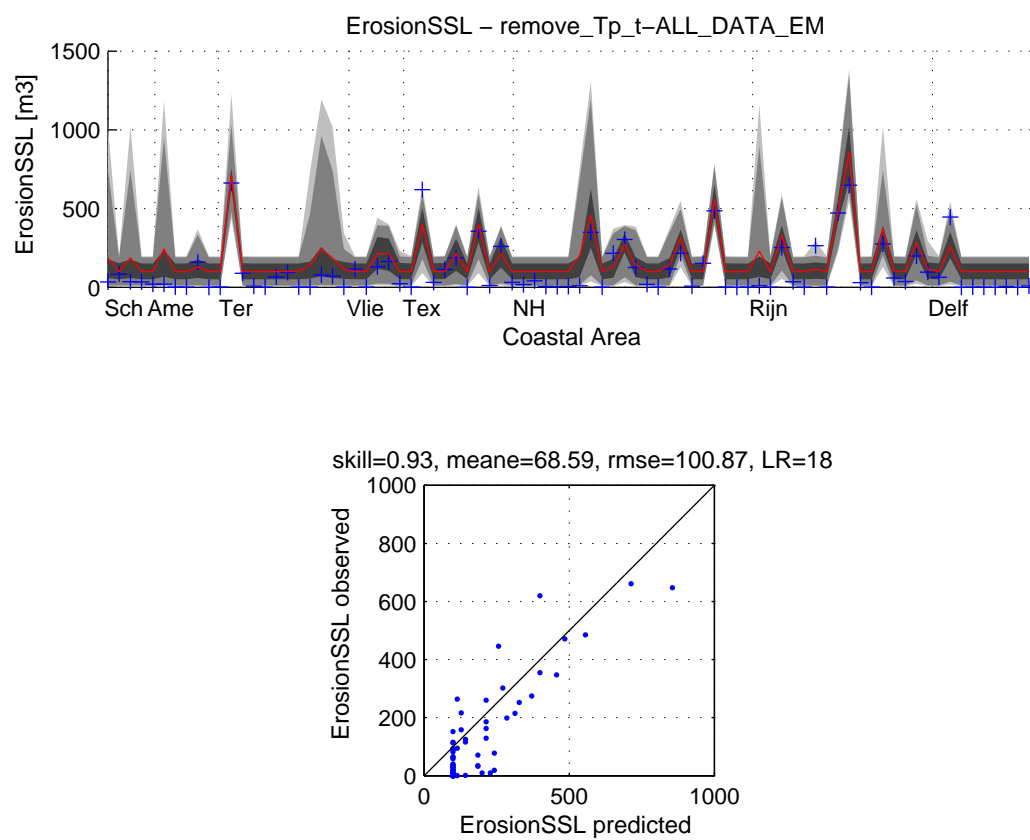 ErosionSSL − remove_Tp_t−ALL_DATA_EM
1500
1000
500
0
ErosionSSL [m3]
Sch Ame Ter Vlie Tex NH Rijn Delf
Coastal Area
skill=0.93, meane=68.59, rmse=100.87, LR=18
1000
800
600
400
200
0
ErosionSSL observed
0 500 1000
ErosionSSL predicted